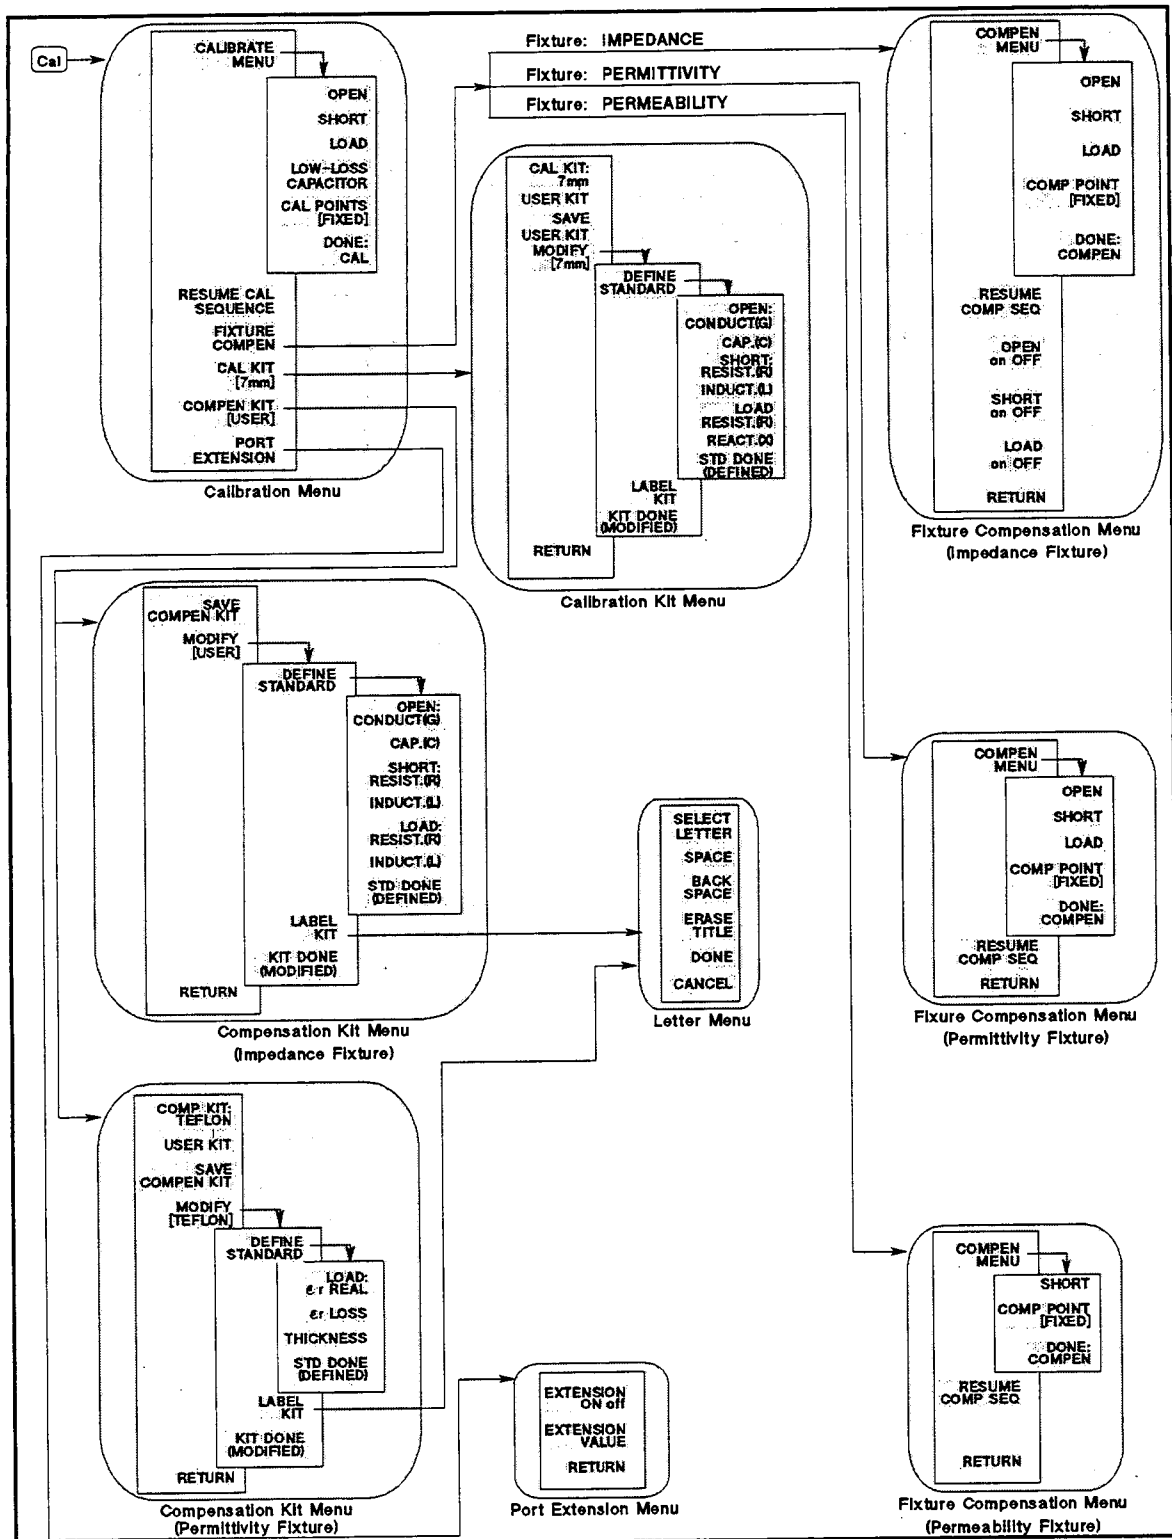 Cal
CALIBRATE
MENU
OPEN
SHORT
LOAD
LOW-LOSS
CAPACITOR
CAL POINTS
[FIXED]
DONE:
CAL
RESUME CAL
SEQUENCE
FIXTURE
COMPEN
CAL KIT
[7mm]
COMPEN KIT
[USER]
PORT
EXTENSION
Calibration Menu
Fixture: IMPEDANCE
Fixture: PERMITTIVITY
Fixture: PERMEABILITY
CAL KIT:
7mm
USER KIT
SAVE
USER KIT
MODIFY
[7mm]
DEFINE
STANDARD
OPEN:
CONDUCT(G)
CAP.(C)
SHORT:
RESIST.(R)
INDUCT.(L)
LOAD
RESIST.(R)
REACT.(X)
STD DONE
(DEFINED)
LABEL
KIT
KIT DONE
(MODIFIED)
RETURN
Calibration Kit Menu
COMPEN
MENU
OPEN
SHORT
LOAD
COMP POINT
[FIXED]
DONE:
COMPEN
RESUME
COMP SEQ
OPEN
on OFF
SHORT
on OFF
LOAD
on OFF
RETURN
Fixture Compensation Menu
(Impedance Fixture)
SAVE
COMPEN KIT
MODIFY
[USER]
DEFINE
STANDARD
OPEN:
CONDUCT(G)
CAP.(C)
SHORT:
RESIST.(R)
INDUCT.(L)
LOAD:
RESIST.(R)
INDUCT.(L)
STD DONE
(DEFINED)
LABEL
KIT
KIT DONE
(MODIFIED)
RETURN
Compensation Kit Menu
(Impedance Fixture)
SELECT
LETTER
SPACE
BACK
SPACE
ERASE
TITLE
DONE
CANCEL
Letter Menu
COMPEN
MENU
OPEN
SHORT
LOAD
COMP POINT
[FIXED]
DONE:
COMPEN
RESUME
COMP SEQ
RETURN
Fixure Compensation Menu
(Permittivity Fixture)
COMP KIT:
TEFLON
USER KIT
SAVE
COMPEN KIT
MODIFY
[TEFLON]
DEFINE
STANDARD
LOAD:
εr REAL
εr LOSS
THICKNESS
STD DONE
(DEFINED)
LABEL
KIT
KIT DONE
(MODIFIED)
RETURN
Compensation Kit Menu
(Permittivity Fixture)
EXTENSION
ON off
EXTENSION
VALUE
RETURN
Port Extension Menu
COMPEN
MENU
SHORT
COMP POINT
[FIXED]
DONE:
COMPEN
RESUME
COMP SEQ
RETURN
Fixture Compensation Menu
(Permeability Fixture)